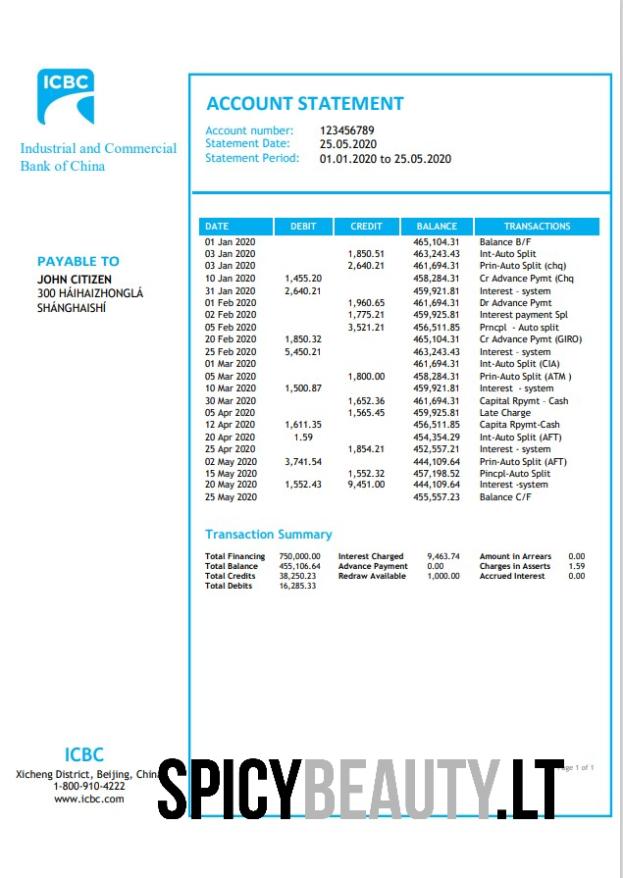 ICBC
Industrial and Commercial
Bank of China
PAYABLE TO
JOHN CITIZEN
300 HÁIHAIZHONGLÁ
SHÁNGHAISHÍ
ACCOUNT STATEMENT
Account number: 123456789
Statement Date: 25.05.2020
Statement Period: 01.01.2020 to 25.05.2020
DATE DEBIT CREDIT BALANCE TRANSACTIONS
01 Jan 2020 465,104.31 Balance B/F
03 Jan 2020 1,850.51 463,243.43 Int-Auto Split
03 Jan 2020 2,640.21 461,694.31 Prin-Auto Split (chq)
10 Jan 2020 1,455.20 458,284.31 Cr Advance Pymt (Chq
31 Jan 2020 2,640.21 459,921.81 Interest - system
01 Feb 2020 1,960.65 461,694.31 Dr Advance Pymt
02 Feb 2020 1,775.21 459,925.81 Interest payment Spl
05 Feb 2020 3,521.21 456,511.85 Prncpl - Auto split
20 Feb 2020 1,850.32 465,104.31 Cr Advance Pymt (GIRO)
25 Feb 2020 5,450.21 463,243.43 Interest - system
01 Mar 2020 461,694.31 Int-Auto Split (CIA)
05 Mar 2020 1,800.00 458,284.31 Prin-Auto Split (ATM )
10 Mar 2020 1,500.87 459,921.81 Interest - system
30 Mar 2020 1,652.36 461,694.31 Capital Rpymt - Cash
05 Apr 2020 1,565.45 459,925.81 Late Charge
12 Apr 2020 1,611.35 456,511.85 Capita Rpymt-Cash
20 Apr 2020 1.59 454,354.29 Int-Auto Split (AFT)
25 Apr 2020 1,854.21 452,557.21 Interest - system
02 May 2020 3,741.54 444,109.64 Prin-Auto Split (AFT)
15 May 2020 1,552.32 457,198.52 Pincpl-Auto Split
20 May 2020 1,552.43 9,451.00 444,109.64 Interest -system
25 May 2020 455,557.23 Balance C/F
Transaction Summary
Total Financing 750,000.00 Interest Charged 9,463.74 Amount in Arrears 0.00
Total Balance 455,106.64 Advance Payment 0.00 Charges in Asserts 1.59
Total Credits 38,250.23 Redraw Available 1,000.00 Accrued Interest 0.00
Total Debits 16,285.33
ICBC
Xicheng District, Beijing, China
1-800-910-4222
www.icbc.com
1 of 1
SPICYBEAUTY.LT